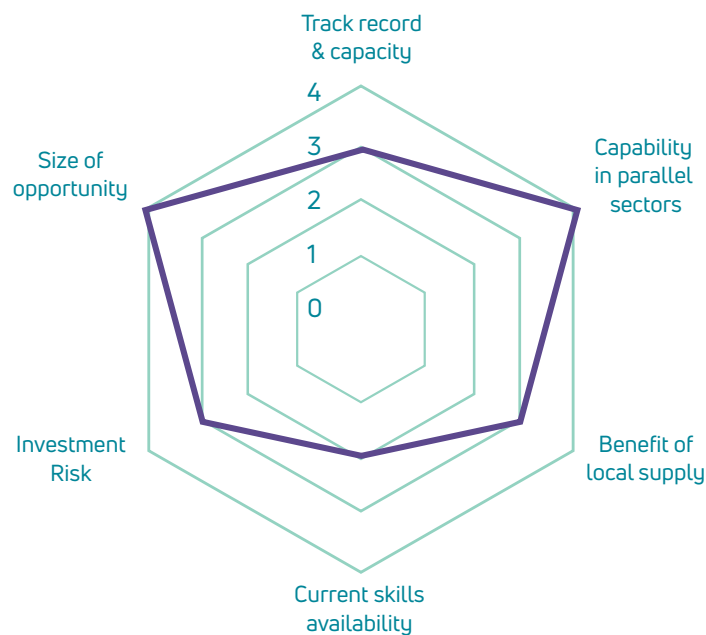 Track record
& capacity
4
3
2
1
0
Size of
opportunity
Capability
in parallel
sectors
Investment
Risk
Benefit of
local supply
Current skills
availability